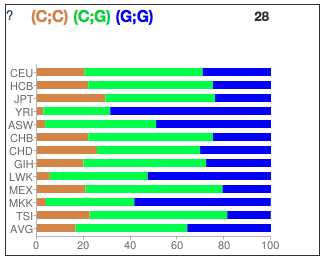 ? (C;C) (C;G) (G;G) 28
CEU
HCB
JPT
YRI
ASW
CHB
CHD
GIH
LWK
MEX
MKK
TSI
AVG
0 20 40 60 80 100